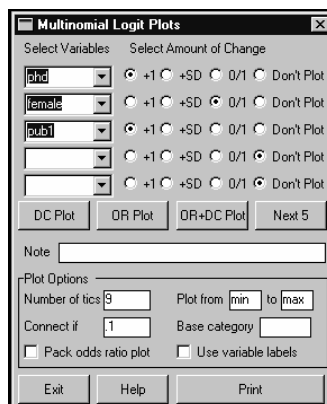 Multinomial Logit Plots
Select Variables Select Amount of Change
phd +1 +SD 0/1 Don't Plot
female +1 +SD 0/1 Don't Plot
pub1 +1 +SD 0/1 Don't Plot
+1 +SD 0/1 Don't Plot
+1 +SD 0/1 Don't Plot
DC Plot OR Plot OR+DC Plot Next 5
Note
Plot Options
Number of tics 9 Plot from min to max
Connect if .1 Base category
Pack odds ratio plot Use variable labels
Exit Help Print